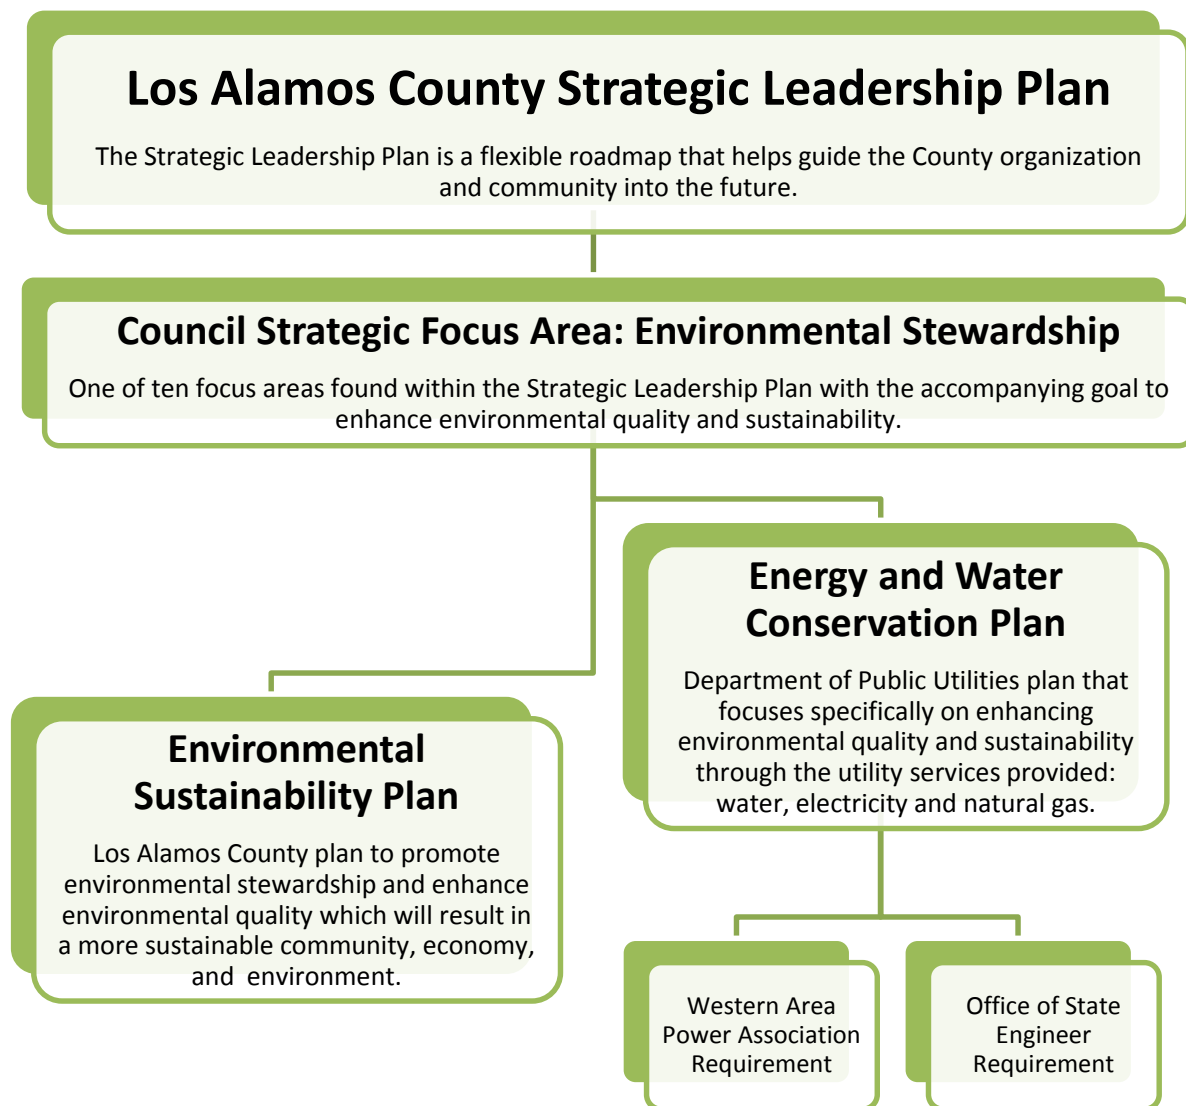 Los Alamos County Strategic Leadership Plan
The Strategic Leadership Plan is a flexible roadmap that helps guide the County organization
and community into the future.
Council Strategic Focus Area: Environmental Stewardship
One of ten focus areas found within the Strategic Leadership Plan with the accompanying goal to
enhance environmental quality and sustainability.
Energy and Water
Conservation Plan
Department of Public Utilities plan that
focuses specifically on enhancing
environmental quality and sustainability
through the utility services provided:
water, electricity and natural gas.
Environmental
Sustainability Plan
Los Alamos County plan to promote
environmental stewardship and enhance
environmental quality which will result in
a more sustainable community, economy,
and environment.
Western Area
Power Association
Requirement
Office of State
Engineer
Requirement